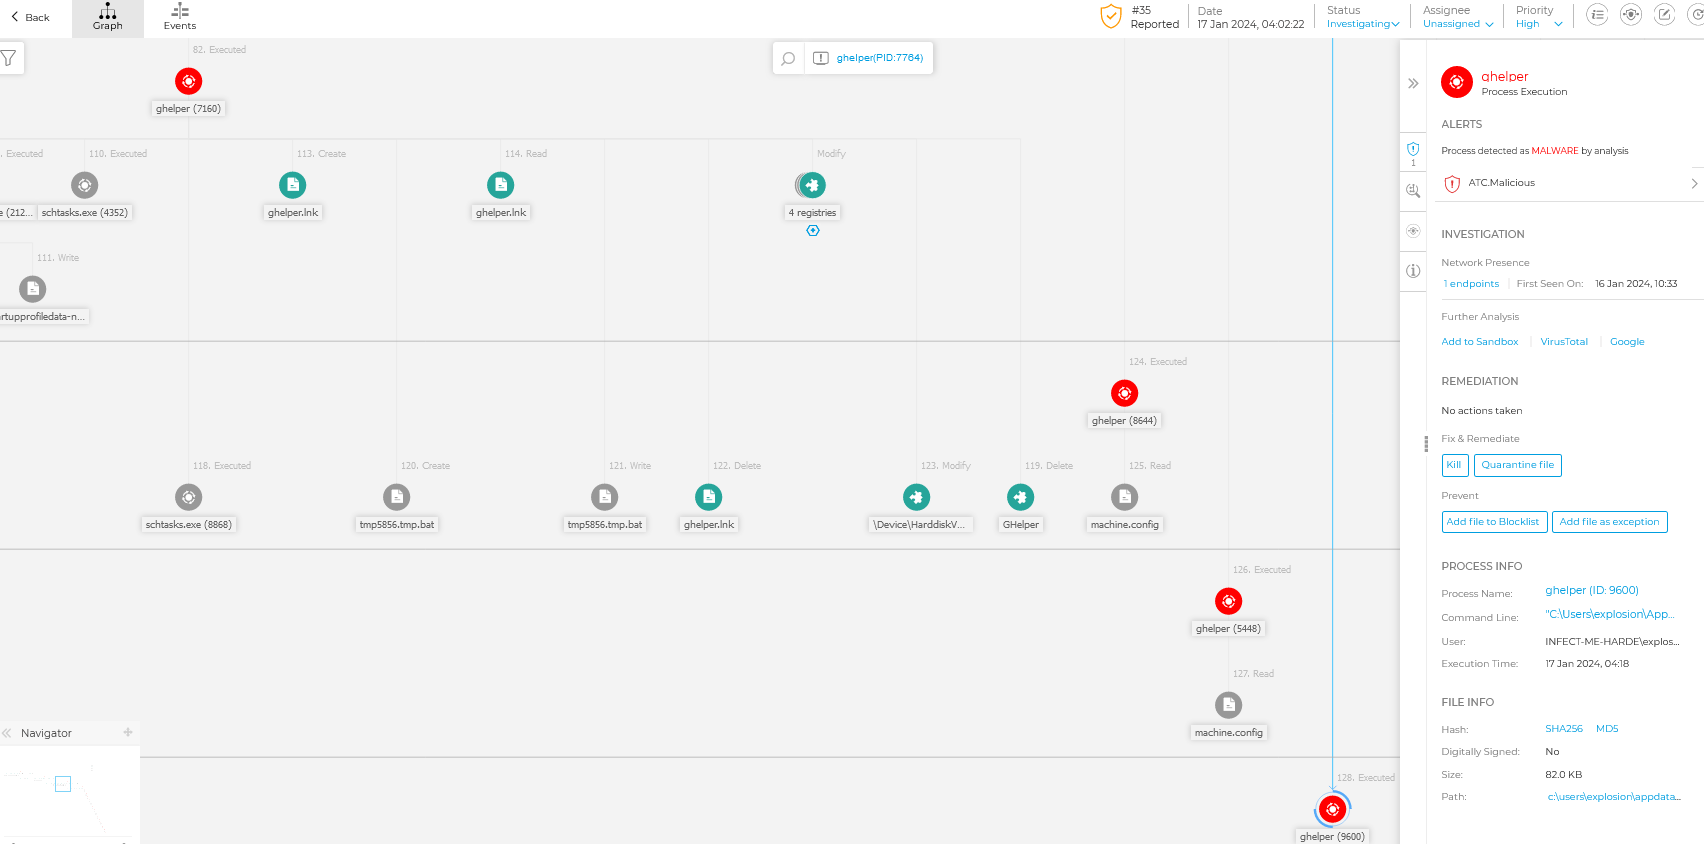 Back
Graph
Events
#35
Reported
Date
17 Jan 2024, 04:02:22
Status
Investigating
Assignee
Unassigned
Priority
High
ghelper(PID:7764)
82. Executed
ghelper (7160)
. Executed
110. Executed
113. Create
114. Read
Modify
e (212...
schtasks.exe (4352)
ghelper.lnk
ghelper.lnk
4 registries
111. Write
rtupprofiledata-n...
124. Executed
ghelper (8644)
118. Executed
120. Create
121. Write
122. Delete
123. Modify
119. Delete
125. Read
schtasks.exe (8868)
tmp5856.tmp.bat
tmp5856.tmp.bat
ghelper.lnk
\Device\HarddiskV...
GHelper
machine.config
126. Executed
ghelper (5448)
127. Read
machine.config
128. Executed
ghelper (9600)
Navigator
ghelper
Process Execution
ALERTS
Process detected as MALWARE by analysis
1
ATC.Malicious
INVESTIGATION
Network Presence
1 endpoints
First Seen On:
16 Jan 2024, 10:33
Further Analysis
Add to Sandbox
VirusTotal
Google
REMEDIATION
No actions taken
Fix & Remediate
Kill
Quarantine file
Prevent
Add file to Blocklist
Add file as exception
PROCESS INFO
Process Name: ghelper (ID: 9600)
Command Line: "C:\Users\explosion\App...
User: INFECT-ME-HARDE\explos...
Execution Time: 17 Jan 2024, 04:18
FILE INFO
Hash: SHA256 MD5
Digitally Signed: No
Size: 82.0 KB
Path: c:\users\explosion\appdata...